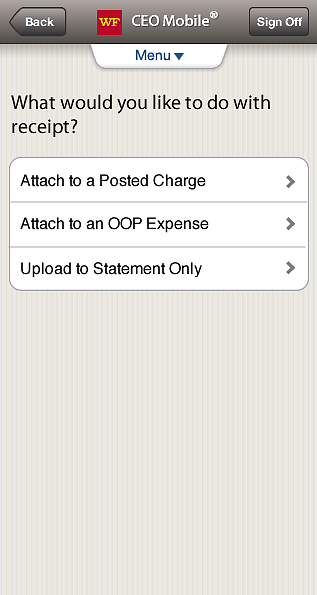 Back
WF
CEO Mobile®
Sign Off
Menu
What would you like to do with
receipt?
Attach to a Posted Charge
Attach to an OOP Expense
Upload to Statement Only